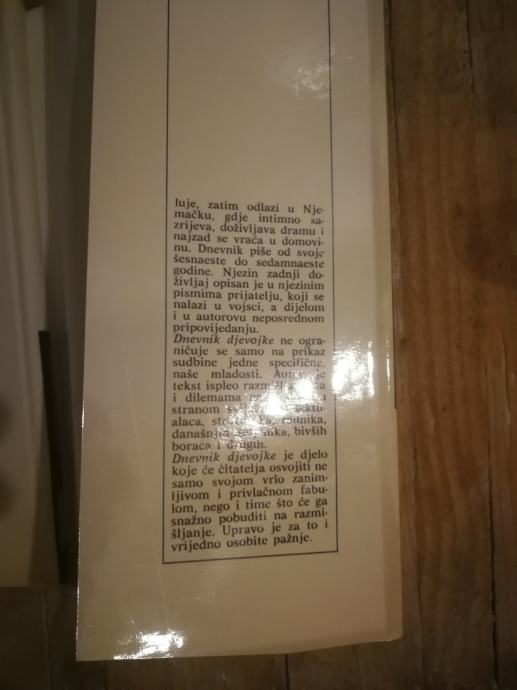 luje, zatim odlazi u Nje-
mačku, gdje intimno sa-
zrijeva, doživljava dramu i
najzad se vraća u domovi-
nu. Dnevnik piše od svoje
šesnaeste do sedamnaeste
godine. Njezin zadnji do-
življaj opisan je u njezinim
pismima prijatelju, koji se
nalazi u vojsci, a dijelom
i u autorovu neposrednom
pripovijedanju.
Dnevnik djevojke ne ogra-
ničuje se samo na prikaz
sudbine jedne specifične,
naše mladosti. Autor je
tekst ispleo
i dilemama
stranom
alaca, radnika,
današnjih bivših
boraca i drugih.
Dnevnik djevojke je djelo
koje će čitatelja osvojiti ne
samo svojom vrlo zanim-
ljivom i privlačnom fabu-
lom, nego i time što će ga
snažno pobuditi na razmi-
šljanje. Upravo je za to i
vrijedno osobite pažnje.